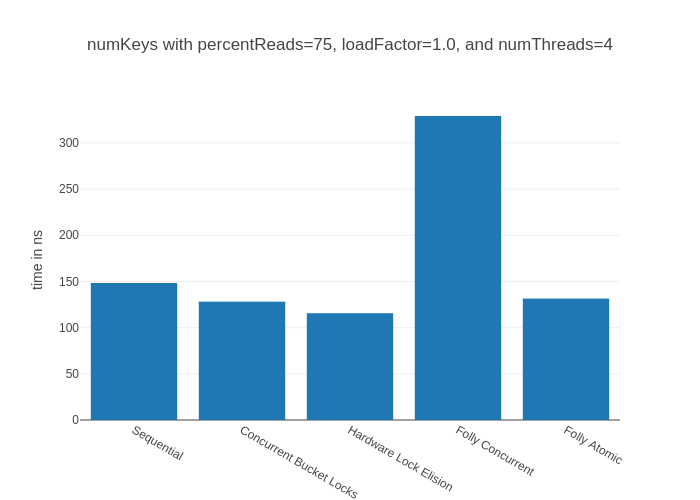 numKeys with percentReads=75, loadFactor=1.0, and numThreads=4
time in ns
300
250
200
150
100
50
0
Sequential
Concurrent Bucket Locks
Hardware Lock Elision
Folly Concurrent
Folly Atomic